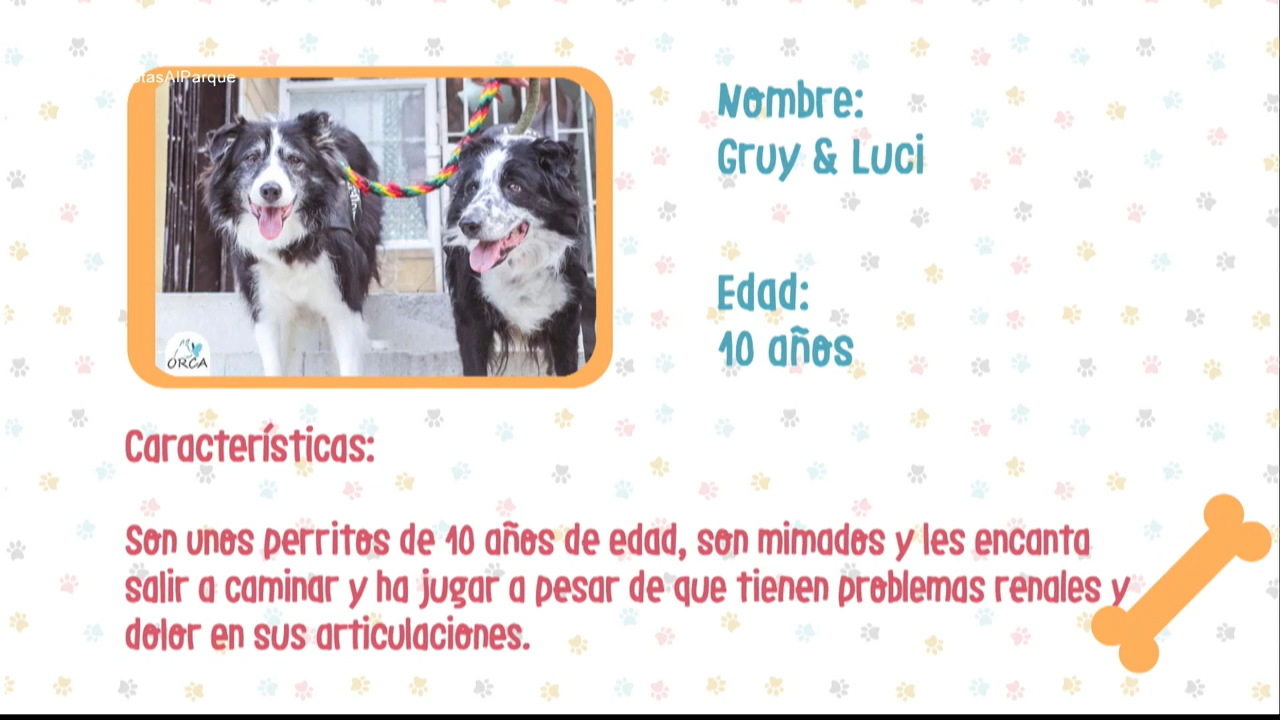 otasAlParque
ORCA
Nombre:
Gruy & Luci
Edad:
10 años
Características:
Son unos perritos de 10 años de edad, son mimados y les encanta
salir a caminar y ha jugar a pesar de que tienen problemas renales y
dolor en sus articulaciones.